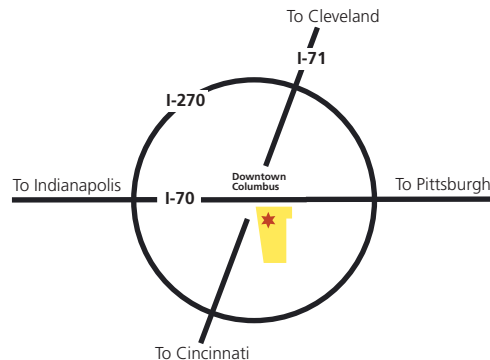 To Cleveland
I-71
I-270
Downtown
Columbus
To Indianapolis
I-70
To Pittsburgh
To Cincinnati